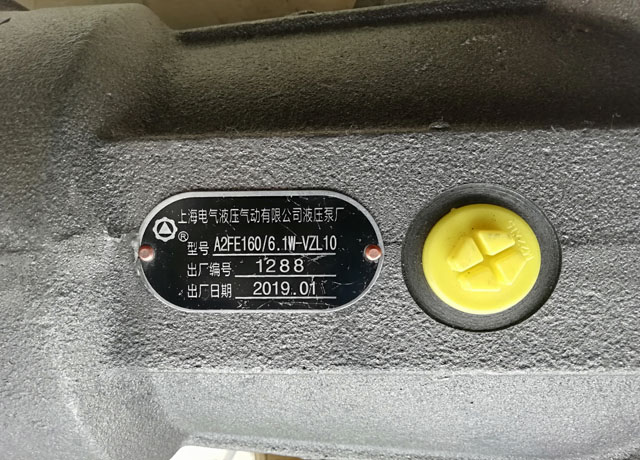 上海电气液压气动有限公司液压泵厂
®
型号 A2FE160/6.1W-VZL10
出厂编号 1288
出厂日期 2019.01